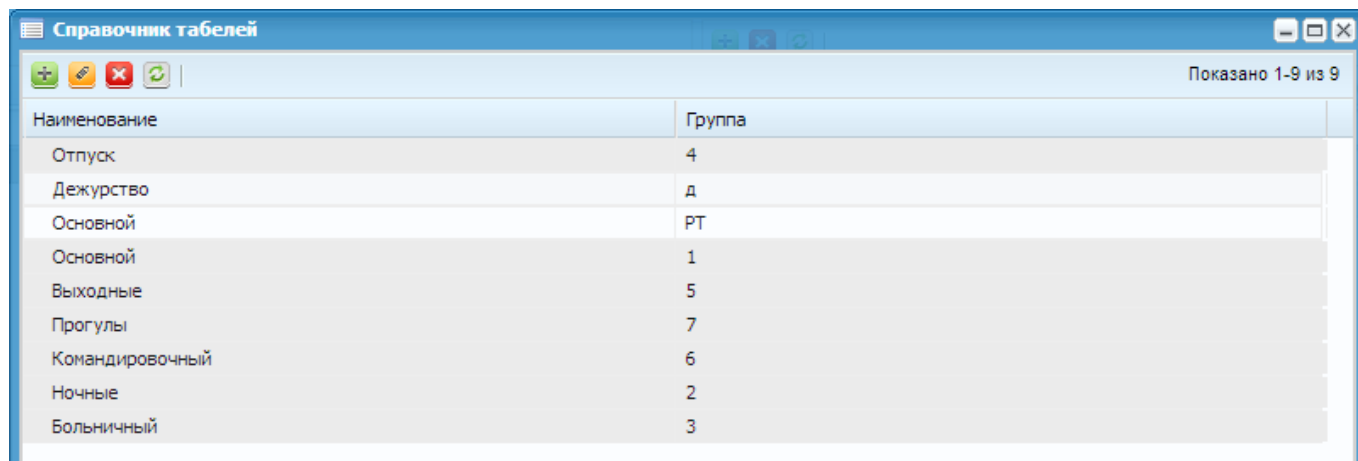 Справочник табелей
Показано 1-9 из 9
Наименование Группа
Отпуск 4
Дежурство д
Основной РТ
Основной 1
Выходные 5
Прогулы 7
Командировочный 6
Ночные 2
Больничный 3